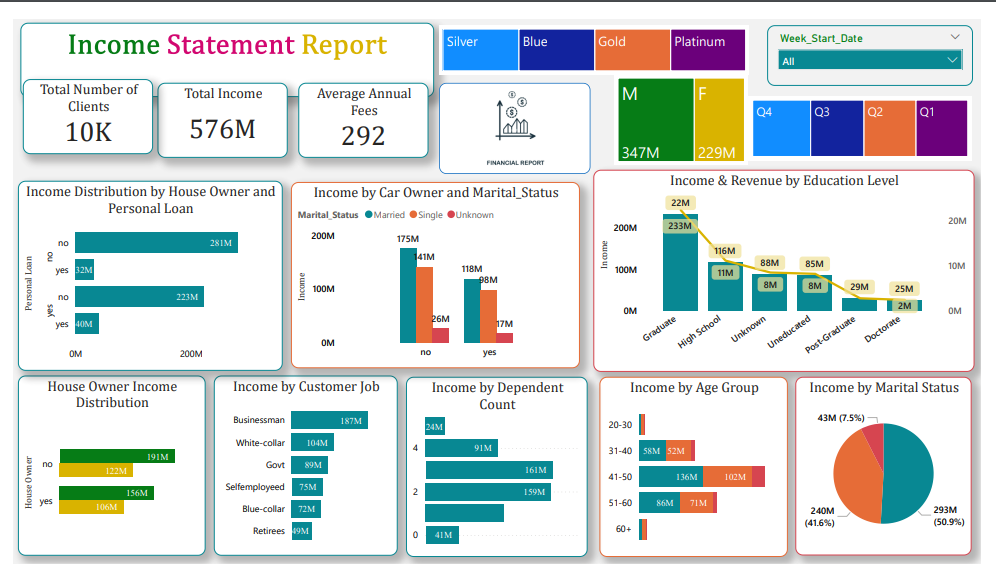 Income Statement Report
Total Number of
Clients
10K
Total Income
576M
Average Annual
Fees
292
Silver
Blue
Gold
Platinum
FINANCIAL REPORT
M
347M
F
229M
Week_Start_Date
All
Q4
Q3
Q2
Q1
Income Distribution by House Owner and
Personal Loan
Personal Loan
no
no
281M
yes
32M
yes
no
223M
yes
40M
0M
200M
Income by Car Owner and Marital_Status
Marital_Status
Married
Single
Unknown
Income
200M
100M
0M
175M
141M
26M
118M
98M
17M
no
yes
Income & Revenue by Education Level
Income
200M
100M
0M
20M
10M
0M
22M
233M
116M
11M
88M
8M
85M
8M
29M
25M
2M
Graduate
High School
Unknown
Uneducated
Post-Graduate
Doctorate
House Owner Income
Distribution
House Owner
no
191M
122M
yes
156M
106M
Income by Customer Job
Businessman
187M
White-collar
104M
Govt
89M
Selfemployeed
75M
Blue-collar
72M
Retirees
49M
Income by Dependent
Count
24M
4
91M
161M
2
159M
0
41M
Income by Age Group
20-30
31-40
58M
52M
41-50
136M
102M
51-60
86M
71M
60+
Income by Marital Status
43M (7.5%)
240M
(41.6%)
293M
(50.9%)